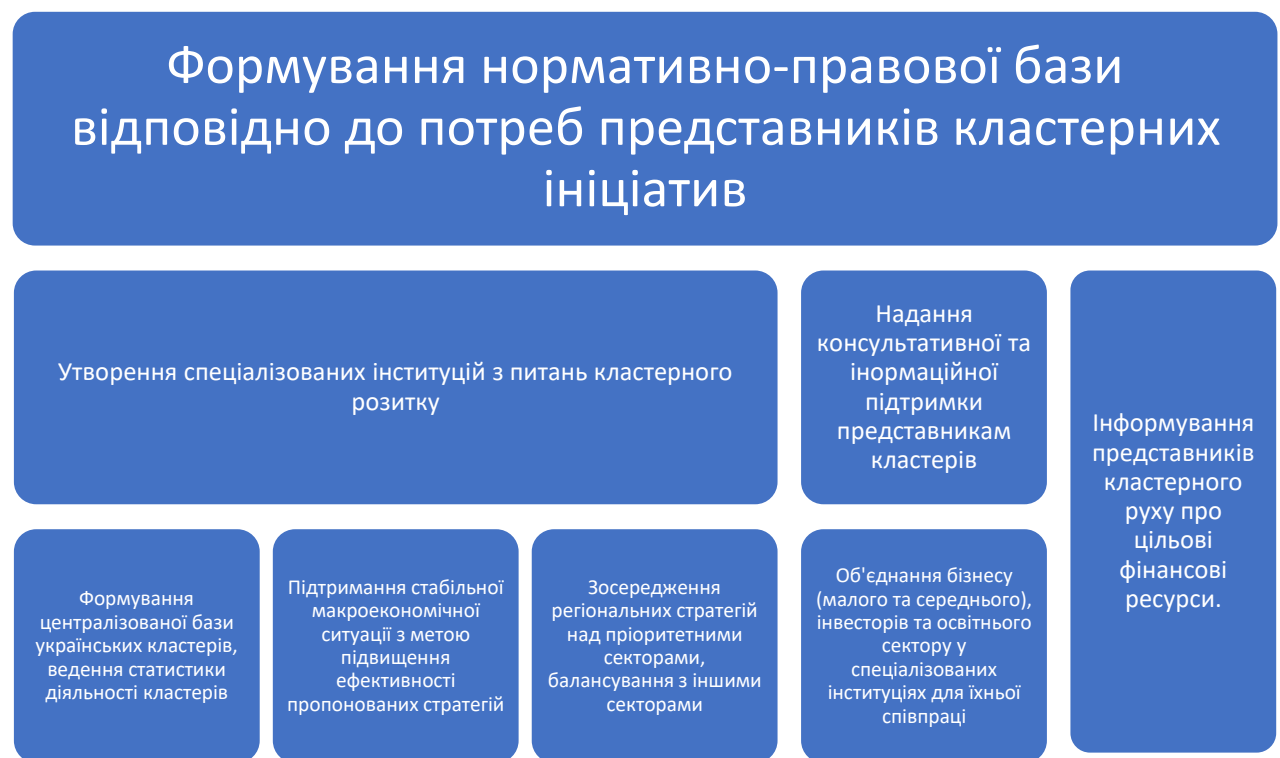 Формування нормативно-правової бази
відповідно до потреб представників кластерних
ініціатив
Утворення спеціалізованих інституцій з питань кластерного
розитку
Надання
консультативної та
інормаційної
підтримки
представникам
кластерів
Інформування
представників
кластерного
руху про
цільові
фінансові
ресурси.
Формування
централізованої бази
українських кластерів,
ведення статистики
діяльності кластерів
Підтримання стабільної
макроекономічної
ситуації з метою
підвищення
ефективності
пропонованих стратегій
Зосередження
регіональних стратегій
над пріоритетними
секторами,
балансування з іншими
секторами
Об'єднання бізнесу
(малого та середнього),
інвесторів та освітнього
сектору у
спеціалізованих
інституціях для їхньої
співпраці